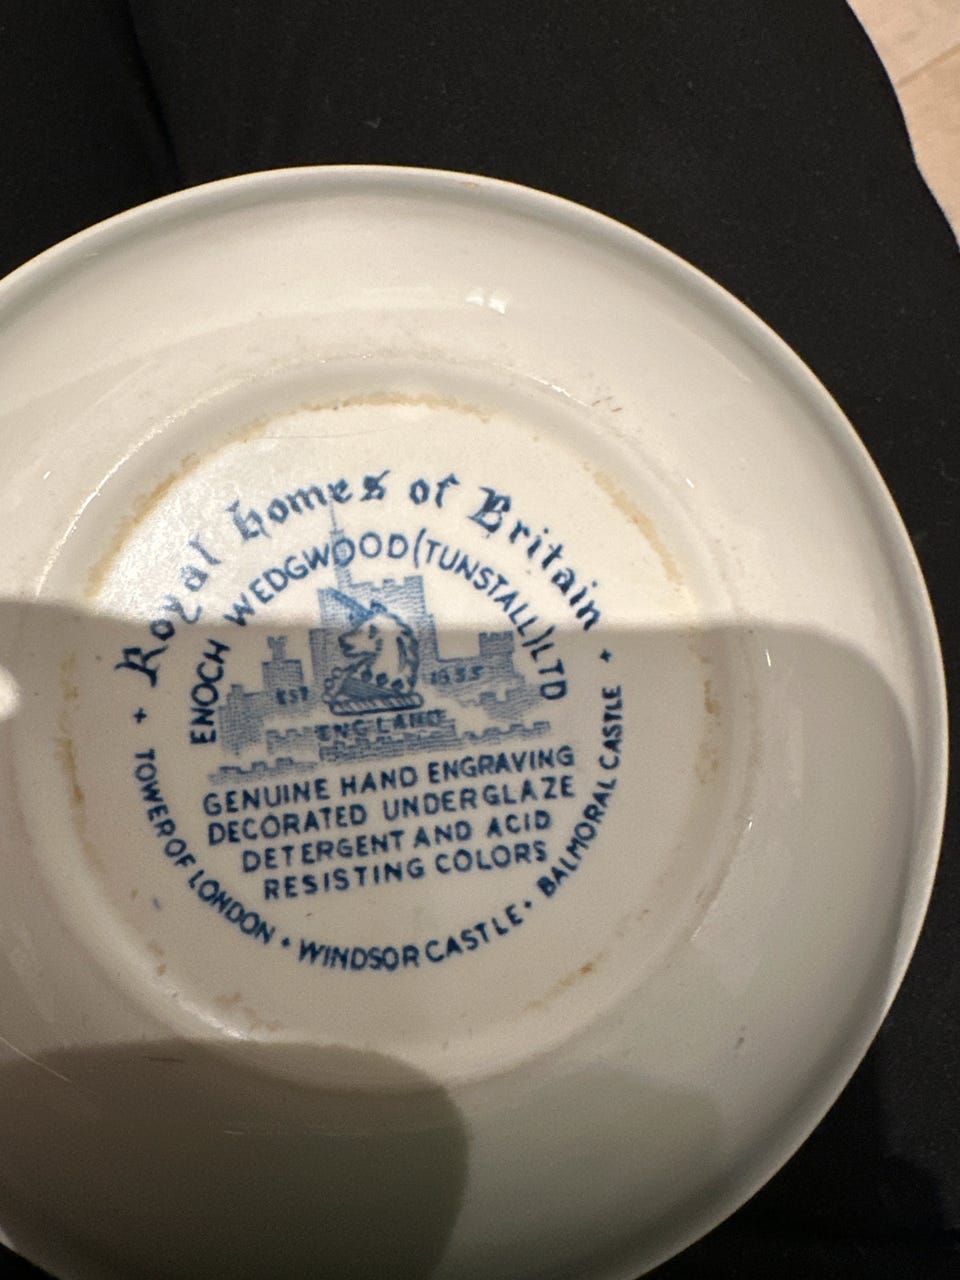 Royal homes of Britain
ENOCH WEDGWOOD (TUNSTALL) LTD
EST 1835
ENGLAND
GENUINE HAND ENGRAVING
DECORATED UNDERGLAZE
DETERGENT AND ACID
RESISTING COLORS
+ TOWER OF LONDON • WINDSOR CASTLE • BALMORAL CASTLE +